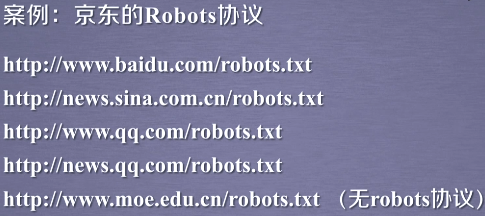 案例：京东的Robots协议
http://www.baidu.com/robots.txt
http://news.sina.com.cn/robots.txt
http://www.qq.com/robots.txt
http://news.qq.com/robots.txt
http://www.moe.edu.cn/robots.txt （无robots协议）